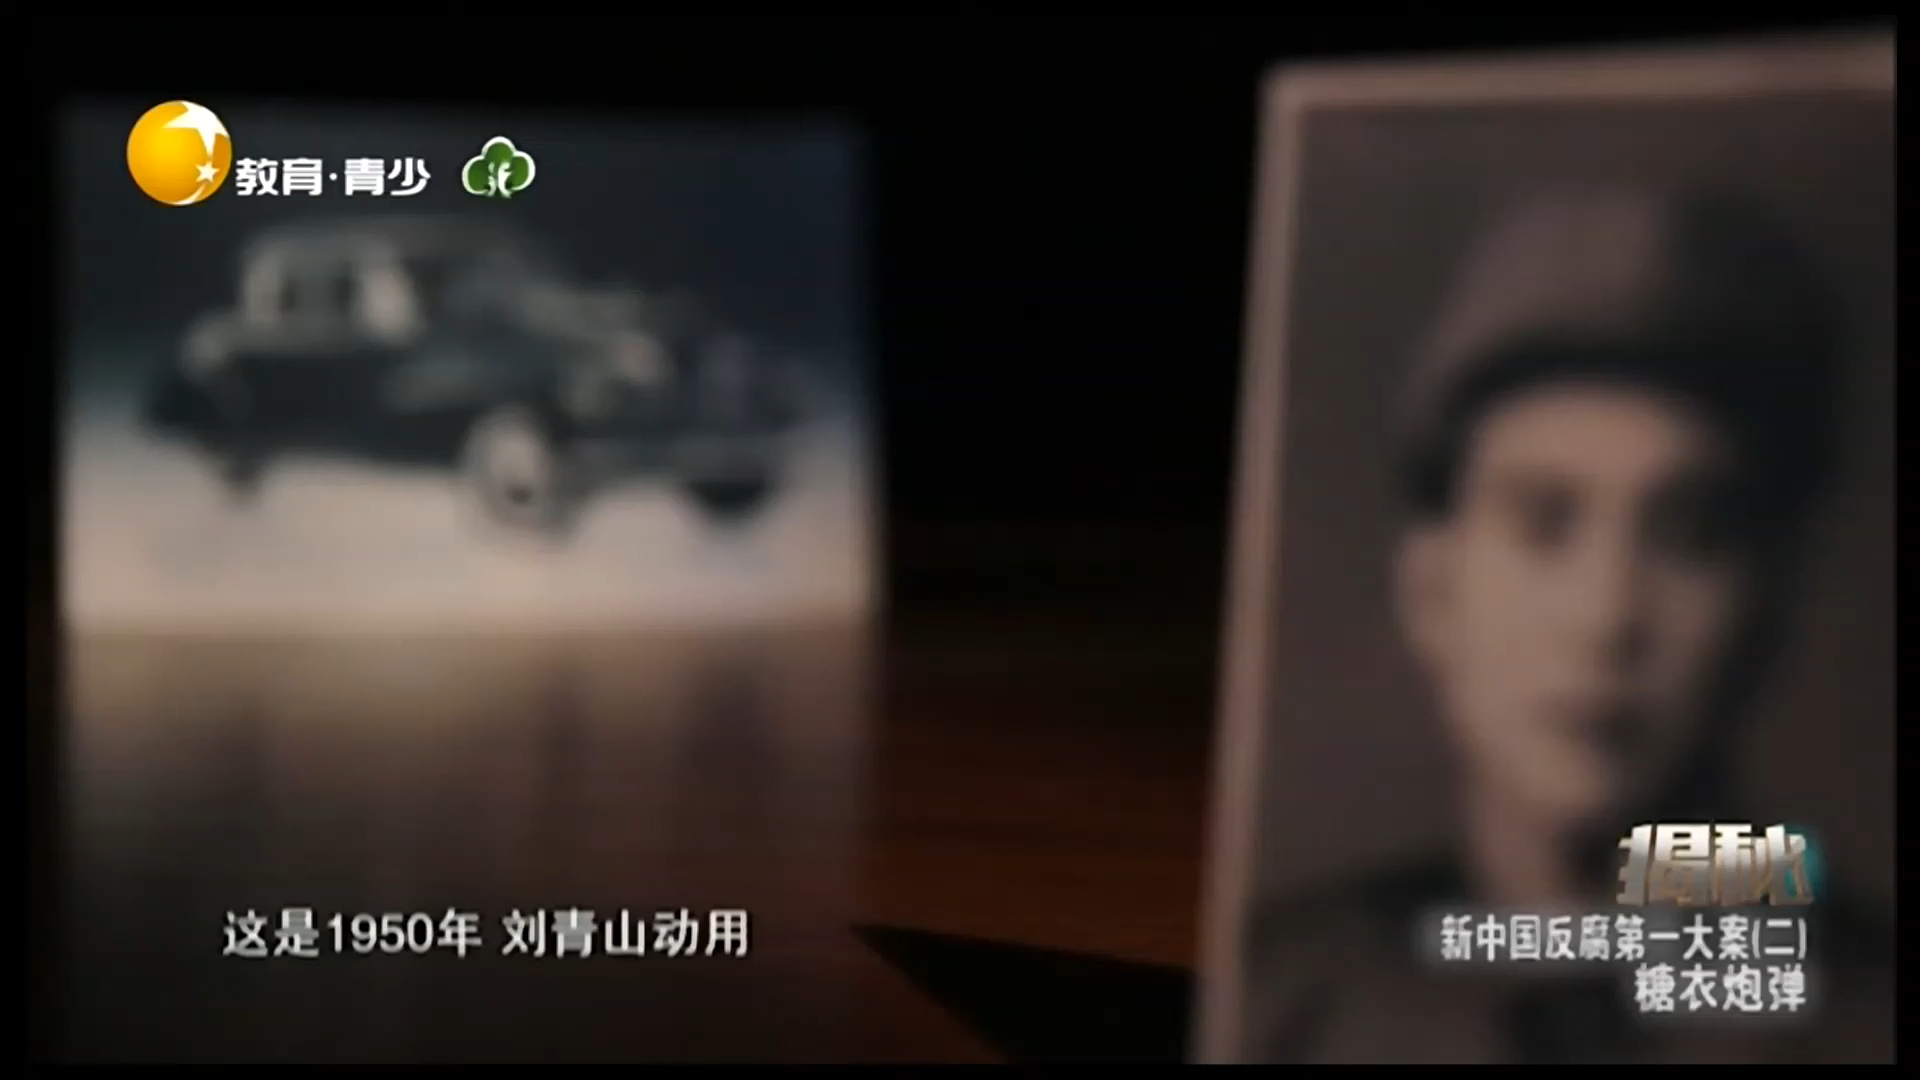 教育·青少
这是1950年 刘青山动用
揭秘
新中国反腐第一大案(二)
糖衣炮弹